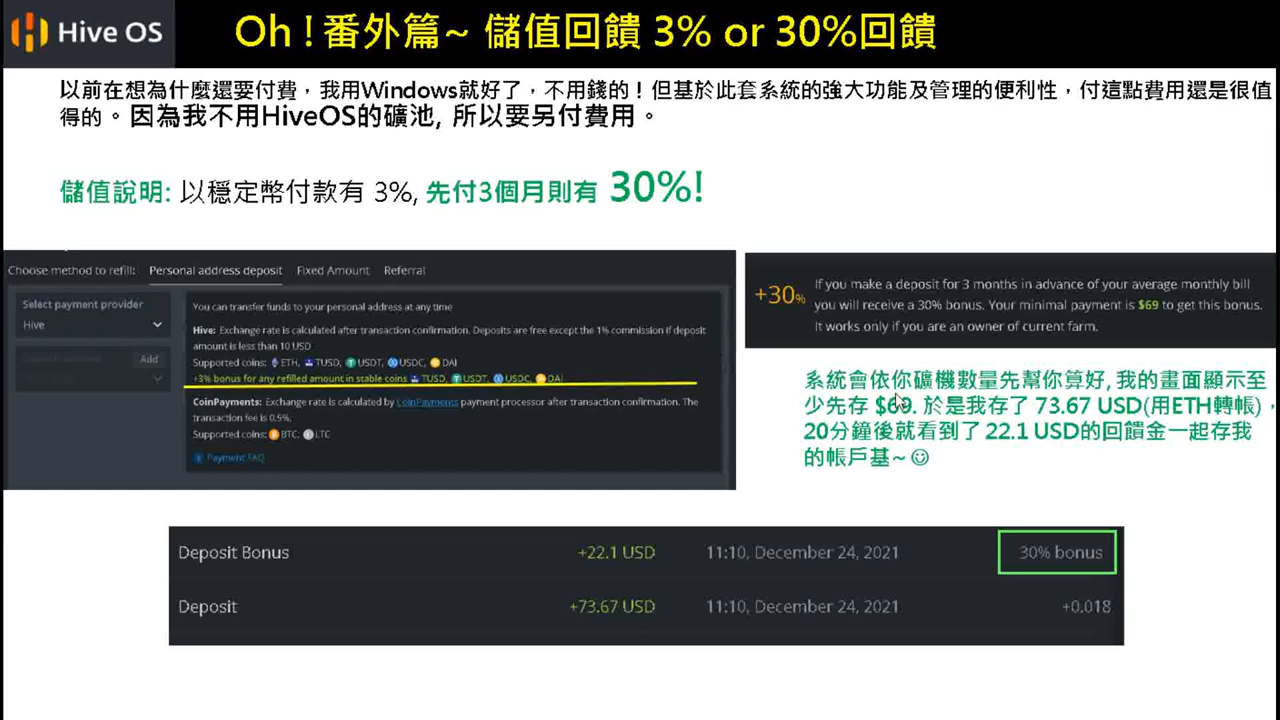 Hive OS
Oh ! 番外篇~ 儲值回饋 3% or 30%回饋
以前在想為什麼還要付費，我用Windows就好了，不用錢的！但基於此套系統的強大功能及管理的便利性，付這點費用還是很值
得的。因為我不用HiveOS的礦池, 所以要另付費用。
儲值說明: 以穩定幣付款有 3%, 先付3個月則有 30%!
Choose method to refill: Personal address deposit Fixed Amount Referral
Select payment provider
Hive
Add
You can transfer funds to your personal address at any time
Hive: Exchange rate is calculated after transaction confirmation. Deposits are free except the 1% commission if deposit
amount is less than 10 USD
Supported coins: ETH, TUSD, USDT, USDC, DAI
+3% bonus for any refilled amount in stable coins TUSD, USDT, USDC, DAI
CoinPayments: Exchange rate is calculated by CoinPayments payment processor after transaction confirmation. The
transaction fee is 0.5%.
Supported coins: BTC, LTC
Payment FAQ
+30%
If you make a deposit for 3 months in advance of your average monthly bill
you will receive a 30% bonus. Your minimal payment is $69 to get this bonus.
It works only if you are an owner of current farm.
系統會依你礦機數量先幫你算好, 我的畫面顯示至
少先存 $69. 於是我存了 73.67 USD(用ETH轉帳)，
20分鐘後就看到了 22.1 USD的回饋金一起存我
的帳戶基~☺
Deposit Bonus +22.1 USD 11:10, December 24, 2021 30% bonus
Deposit +73.67 USD 11:10, December 24, 2021 +0.018